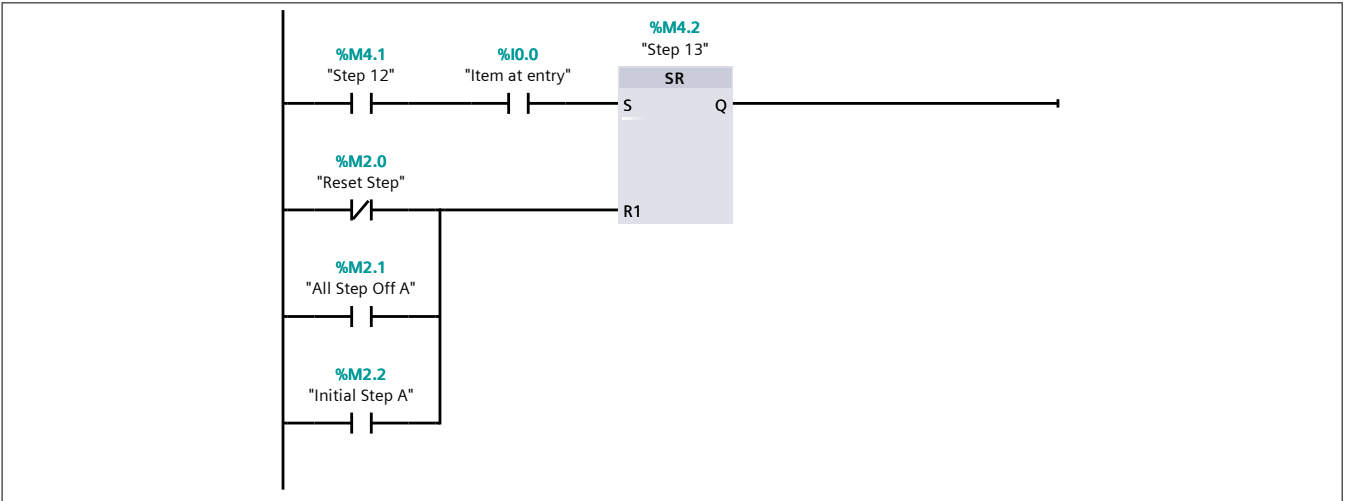 %M4.2
"Step 13"
%M4.1
"Step 12"
%I0.0
"Item at entry"
SR
S
Q
%M2.0
"Reset Step"
R1
%M2.1
"All Step Off A"
%M2.2
"Initial Step A"